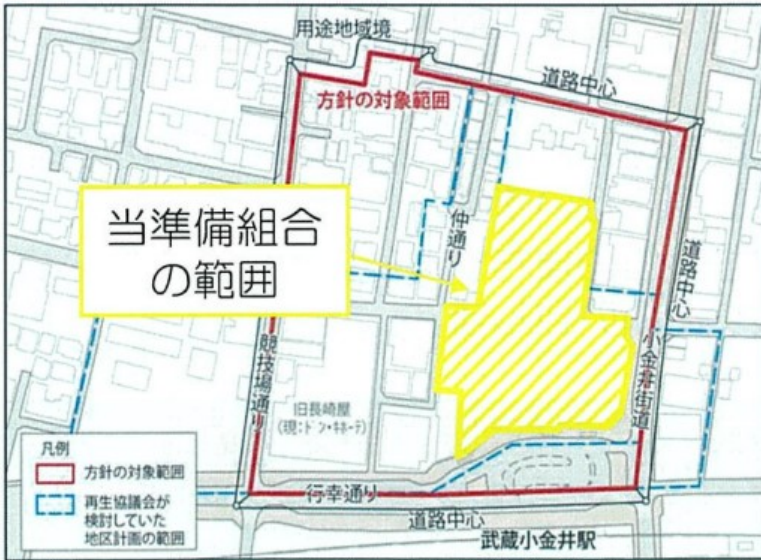 用途地域境
道路中心
方針の対象範囲
当準備組合
の範囲
仲通り
道路中心
競技場通り
小金井街道
旧長崎屋
(現:ドン・キホーテ)
凡例
方針の対象範囲
再生協議会が
検討していた
地区計画の範囲
行幸通り
道路中心
武蔵小金井駅